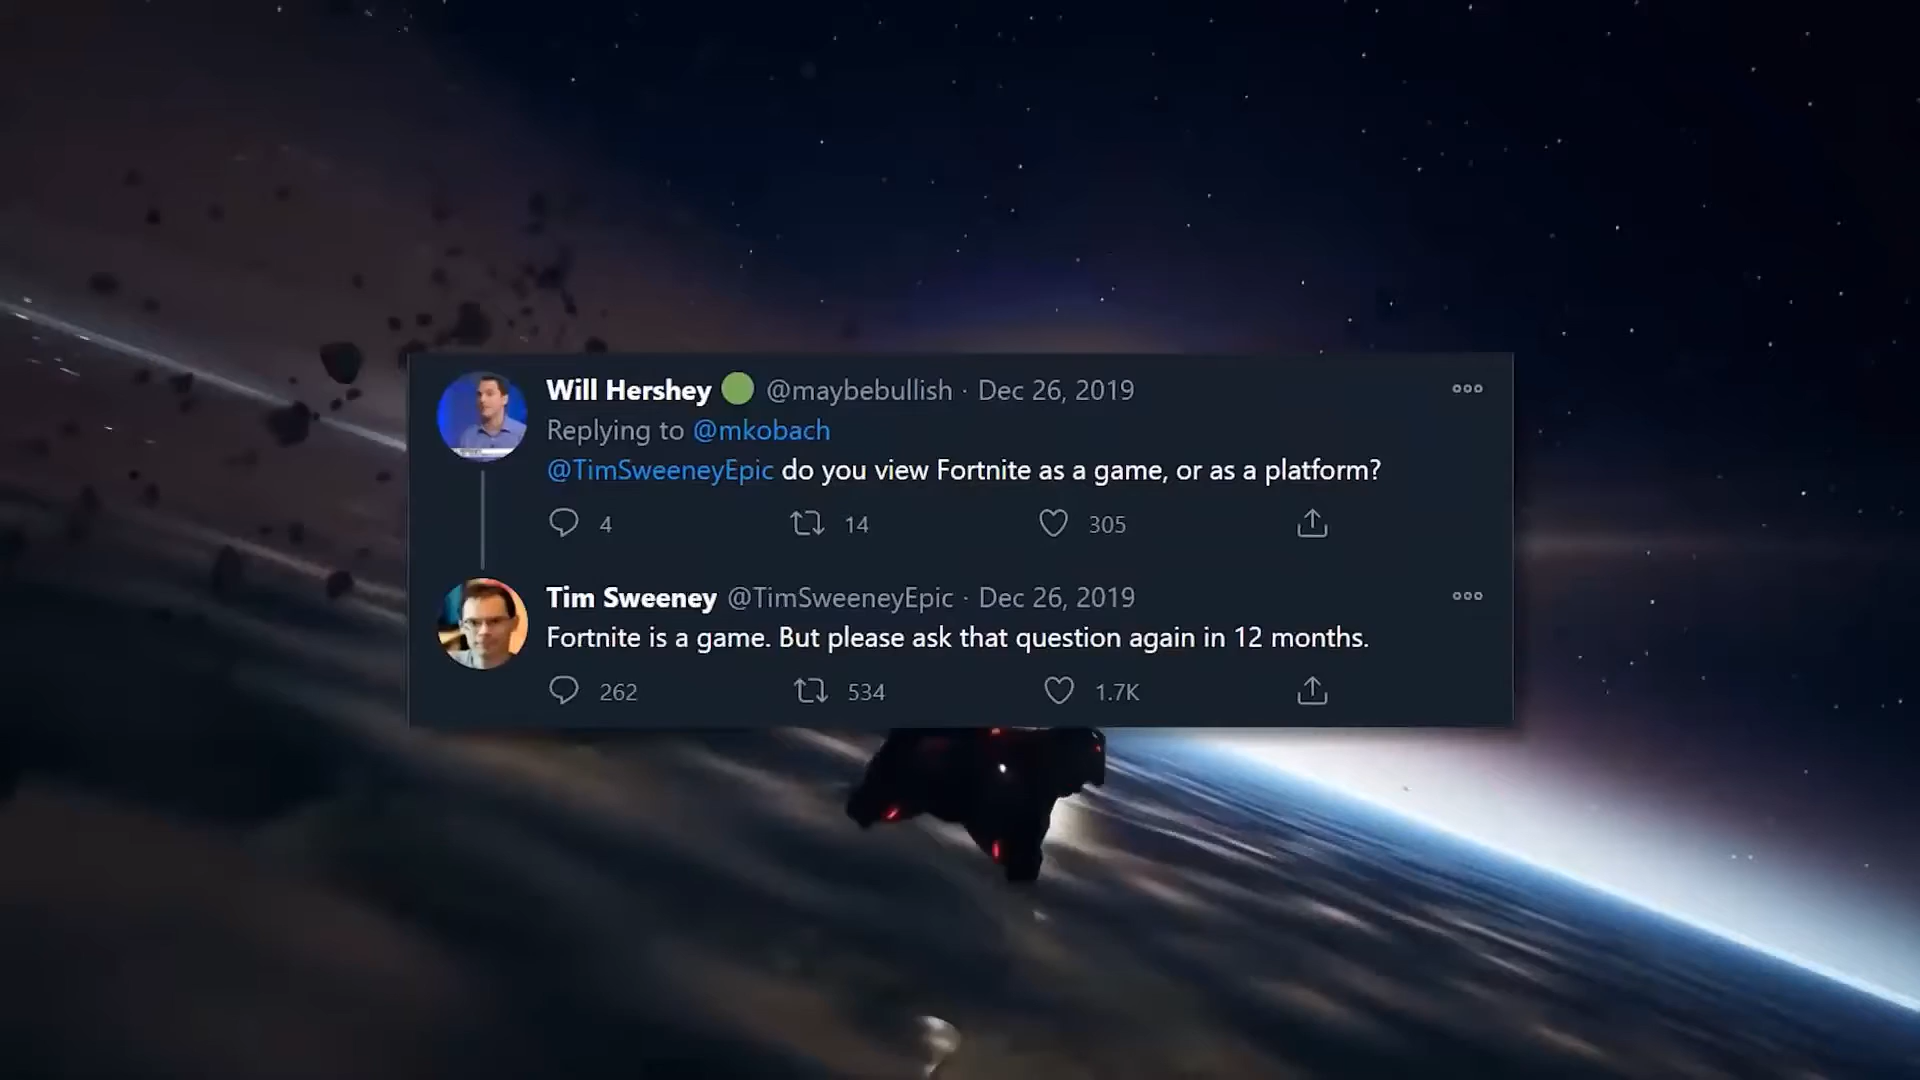 Will Hershey @maybebullish · Dec 26, 2019
Replying to @mkobach
@TimSweeneyEpic do you view Fortnite as a game, or as a platform?
4 14 305
Tim Sweeney @TimSweeneyEpic · Dec 26, 2019
Fortnite is a game. But please ask that question again in 12 months.
262 534 1.7K